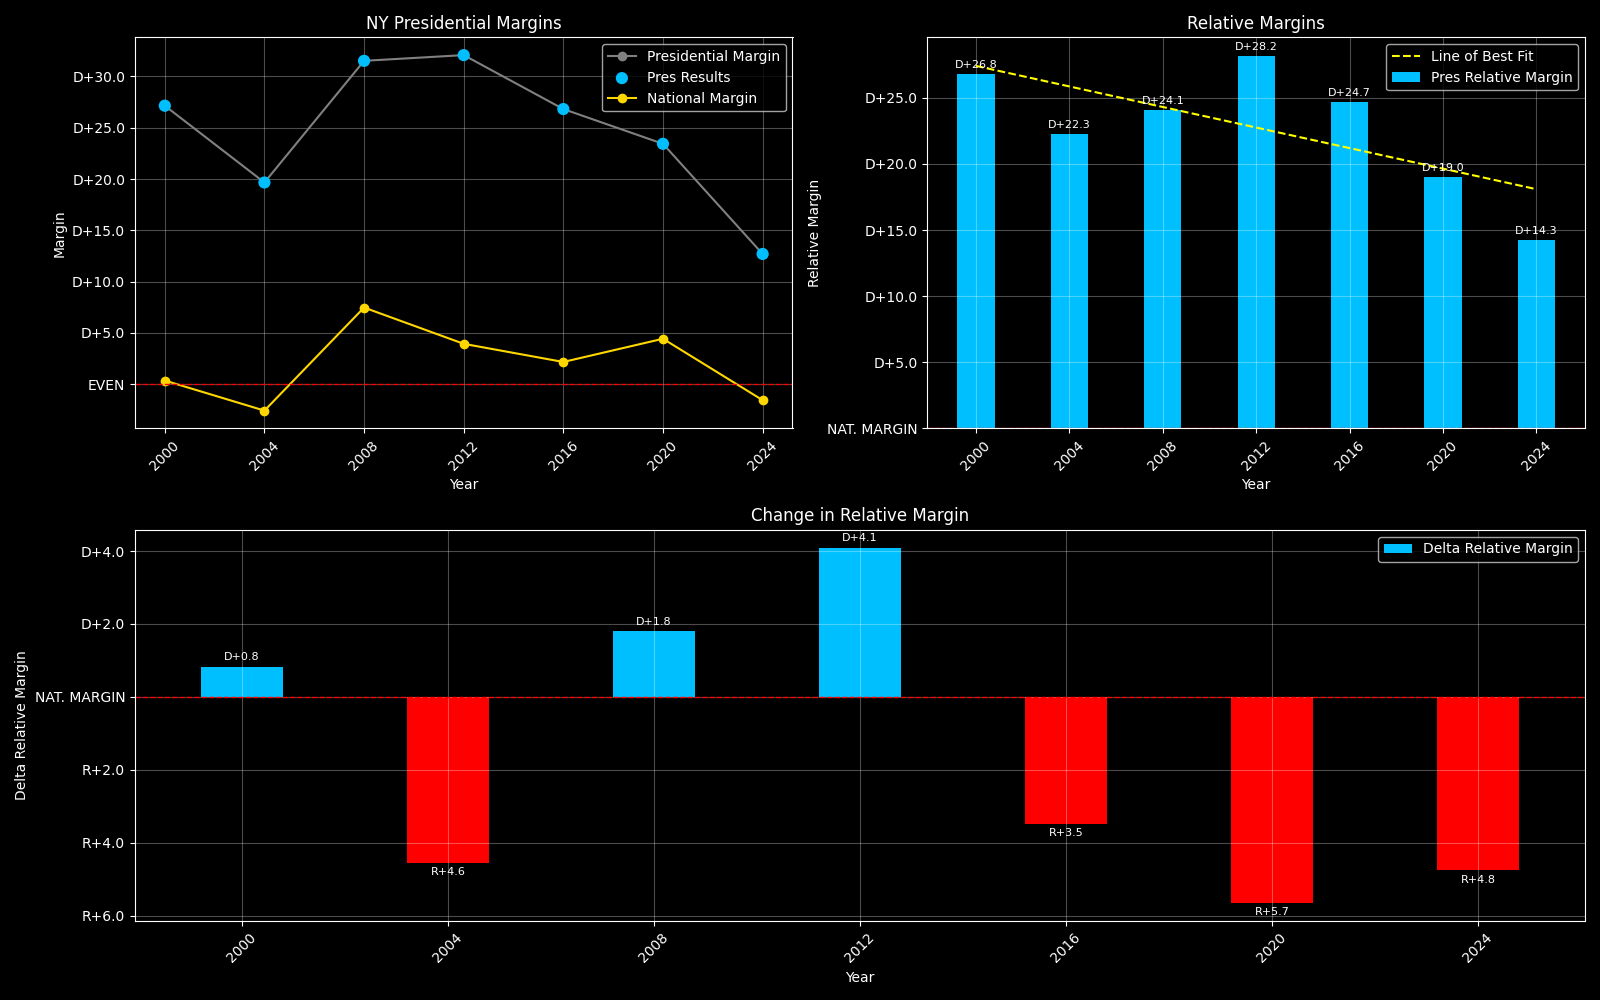 NY Presidential Margins
Presidential Margin
Pres Results
National Margin
Margin
D+30.0
D+25.0
D+20.0
D+15.0
D+10.0
D+5.0
EVEN
2000
2004
2008
2012
2016
2020
2024
Year
Relative Margins
Line of Best Fit
Pres Relative Margin
Relative Margin
D+25.0
D+20.0
D+15.0
D+10.0
D+5.0
NAT. MARGIN
D+26.8
D+22.3
D+24.1
D+28.2
D+24.7
D+19.0
D+14.3
2000
2004
2008
2012
2016
2020
2024
Year
Change in Relative Margin
Delta Relative Margin
Delta Relative Margin
D+4.0
D+2.0
NAT. MARGIN
R+2.0
R+4.0
R+6.0
D+0.8
R+4.6
D+1.8
D+4.1
R+3.5
R+5.7
R+4.8
2000
2004
2008
2012
2016
2020
2024
Year